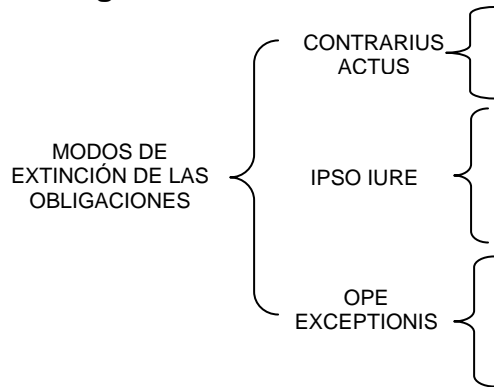 CONTRARIUS
ACTUS
MODOS DE
EXTINCIÓN DE LAS
OBLIGACIONES
IPSO IURE
OPE
EXCEPTIONIS